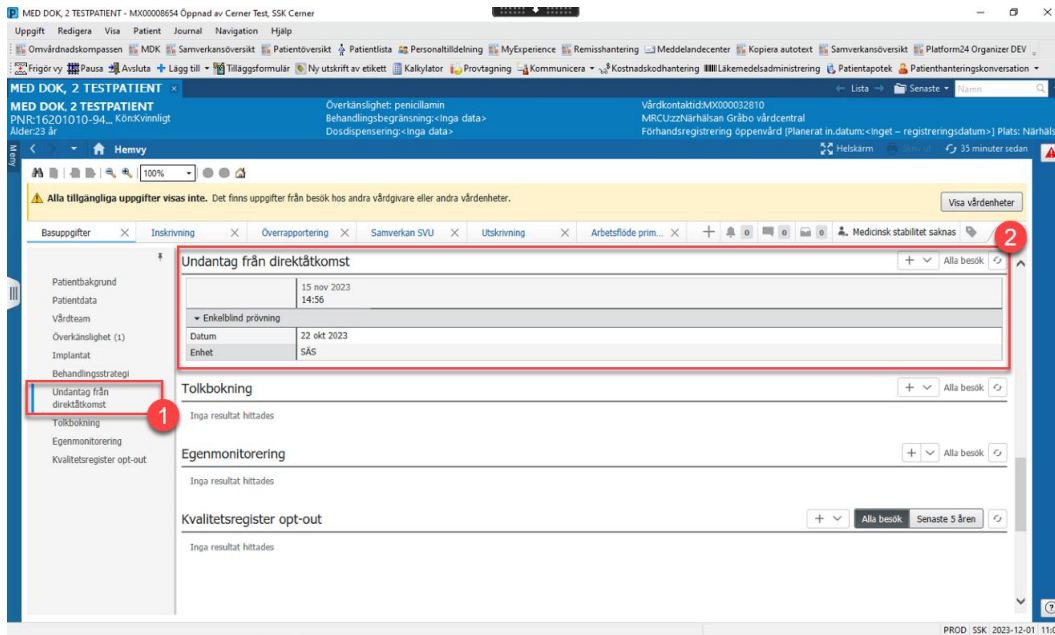 MED DOK, 2 TESTPATIENT - MX00008654 Öppnad av Cerner Test, SSK Cerner
Uppgift Redigera Visa Patient Journal Navigation Hjälp
Omvårdnadskompassen MDK Samverkansöversikt Patientöversikt Patientlista Personaltilldelning MyExperience Remisshantering Meddelandecenter Kopiera autotext Samverkansöversikt Platform24 Organizer DEV
Frigör vy Pausa Avsluta Lägg till Tilläggsformulär Ny utskrift av etikett Kalkylator Provtagning Kommunicera Kostnadskodhantering Läkemedelsadministrering Patientapotek Patienthanteringskonversation
MED DOK, 2 TESTPATIENT × Lista Senaste Namn
MED DOK, 2 TESTPATIENT Överkänslighet: penicillamin Vårdkontaktid:MX000032810
PNR:16201010-94... Kön:Kvinnligt Behandlingsbegränsning:<Inga data> MRCU:zzNärhälsan Gråbo vårdcentral
Ålder:23 år Dosdispensering:<Inga data> Förhandsregistrering öppenvård [Planerat in.datum:<Inget – registreringsdatum>] Plats: Närhäls
Meny
Hemvy Helskärm Skriv ut 35 minuter sedan
100%
Alla tillgängliga uppgifter visas inte. Det finns uppgifter från besök hos andra vårdgivare eller andra vårdenheter. Visa vårdenheter
Basuppgifter Inskrivning Överrapportering Samverkan SVU Utskrivning Arbetsflöde prim... 0 0 0 Medicinsk stabilitet saknas
2
Undantag från direktåtkomst Alla besök
15 nov 2023
14:56
Enkelblind prövning
Datum 22 okt 2023
Enhet SÄS
Patientbakgrund
Patientdata
Vårdteam
Överkänslighet (1)
Implantat
Behandlingsstrategi
Undantag från
direktåtkomst
1
Tolkbokning
Egenmonitorering
Kvalitetsregister opt-out
Tolkbokning Alla besök
Inga resultat hittades
Egenmonitorering Alla besök
Inga resultat hittades
Kvalitetsregister opt-out Alla besök Senaste 5 åren
Inga resultat hittades
PROD SSK 2023-12-01 11:0